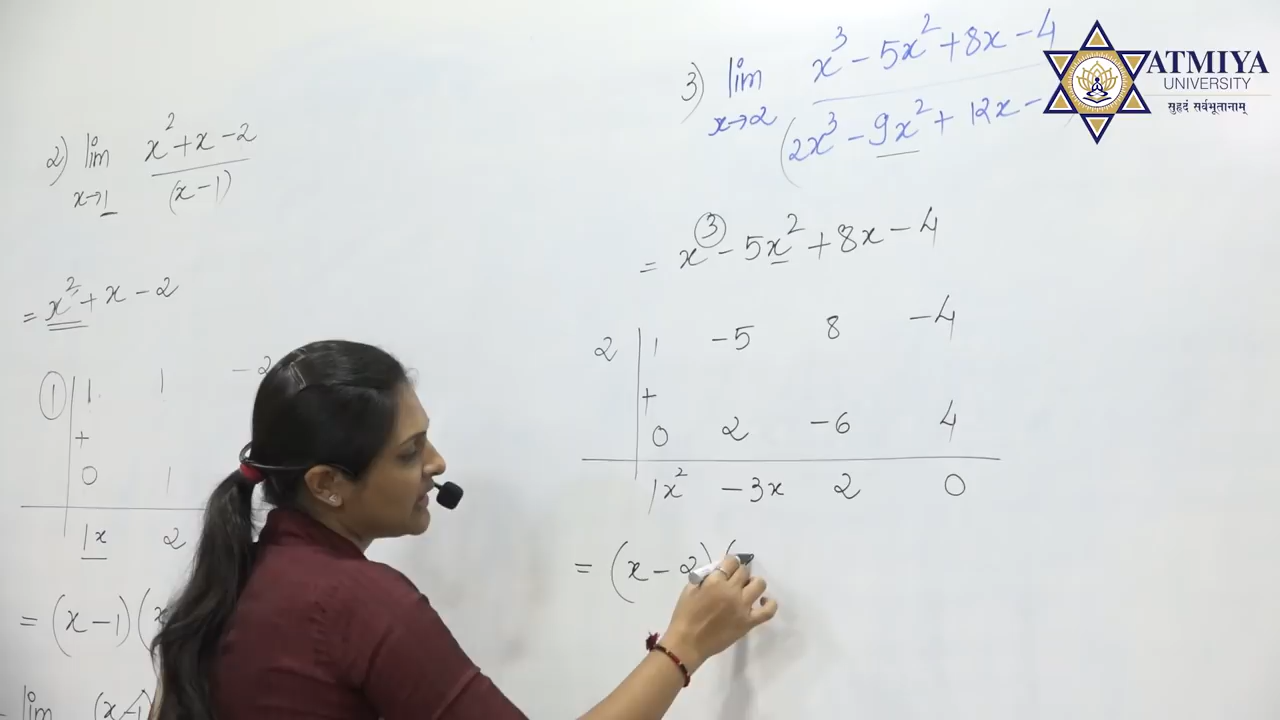 2) lim x² + x - 2
x→1 (x - 1)
= x² + x - 2
1 | 1 1 - 2
+
0 1
1x 2
= (x - 1) (x
lim (x - 1)
3) lim x³ - 5x² + 8x - 4
x→2 (2x³ - 9x² + 12x -
= x³ - 5x² + 8x - 4
2 | 1 -5 8 -4
+
0 2 -6 4
1x² - 3x 2 0
= (x - 2) (
ATMIYA
UNIVERSITY
सुहृदं सर्वभूतानाम्